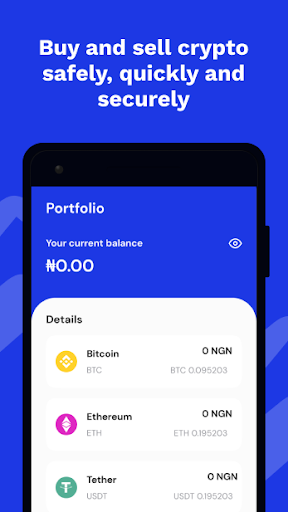 Buy and sell crypto
safely, quickly and
securely
Portfolio
Your current balance
₦0.00
Details
Bitcoin 0 NGN
BTC BTC 0.095203
Ethereum 0 NGN
ETH ETH 0.195203
Tether 0 NGN
USDT USDT 0.195203